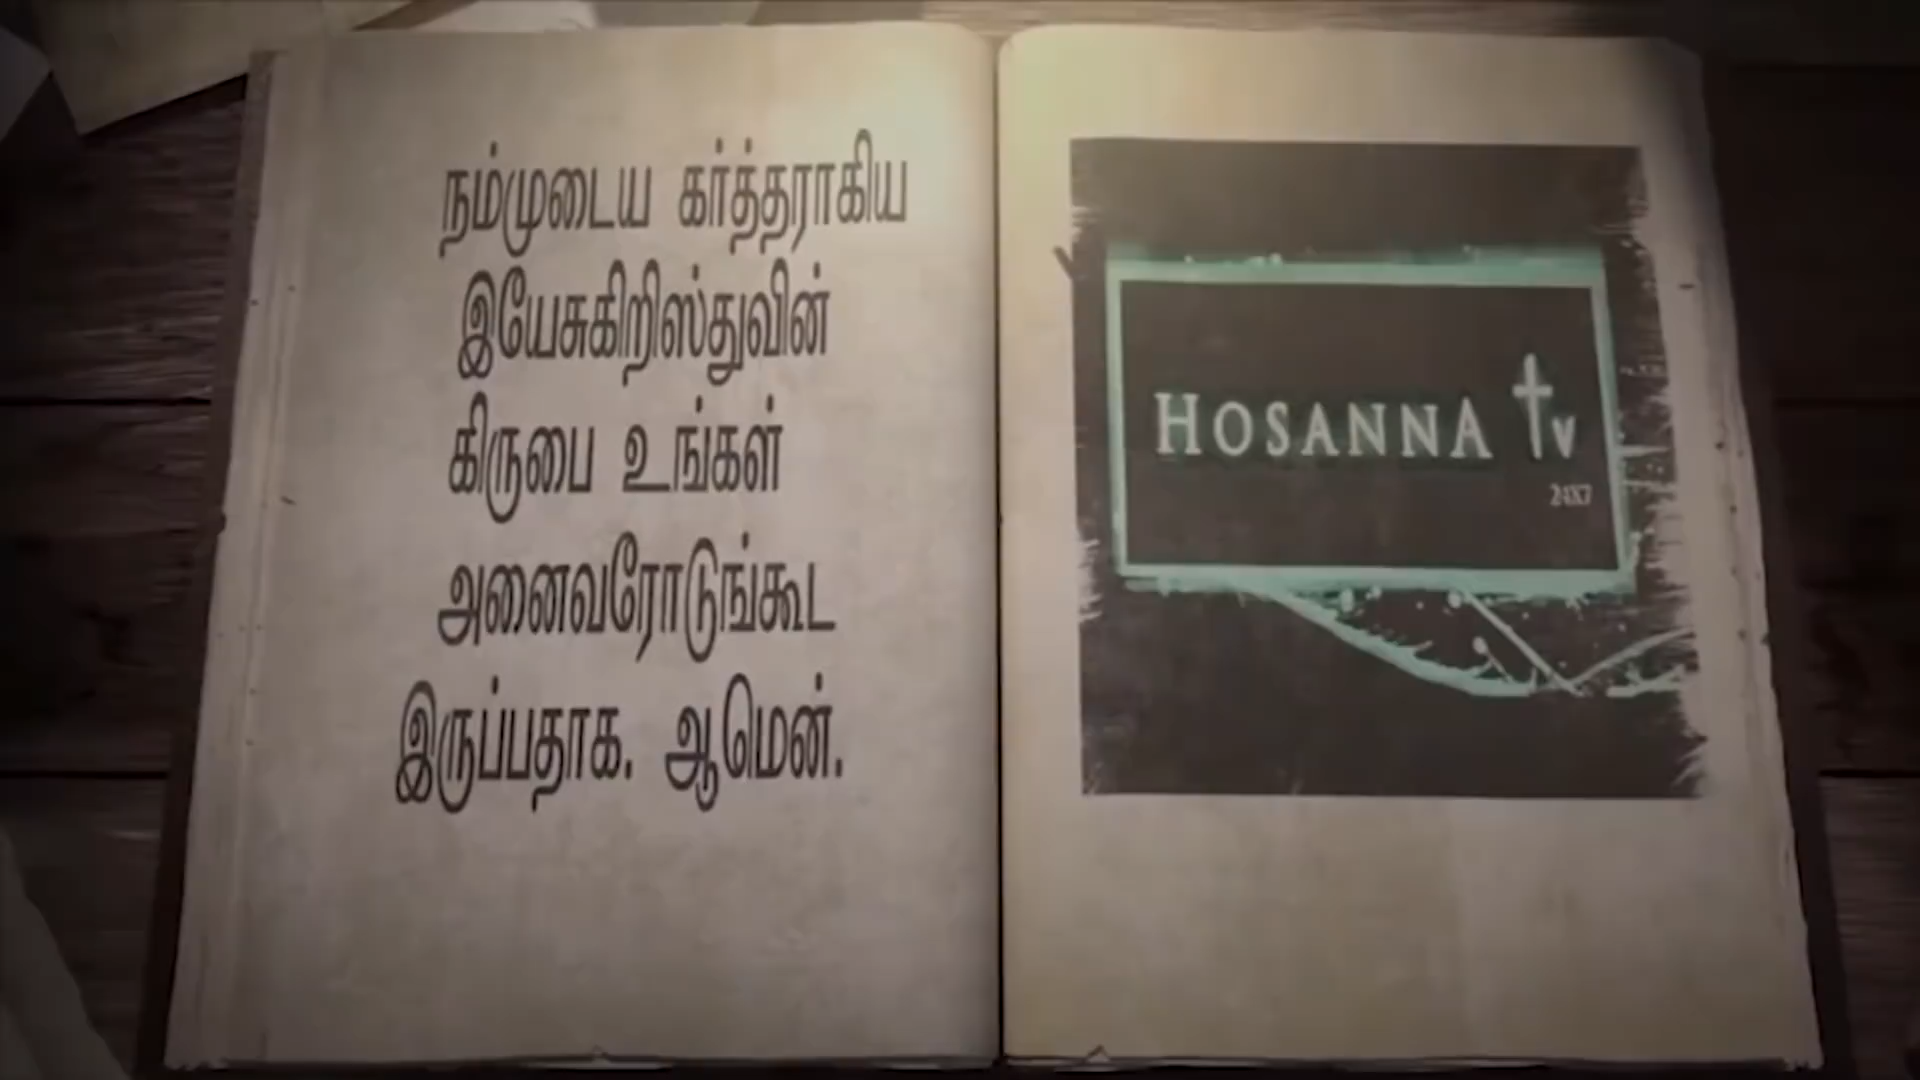 நம்முடைய கர்த்தராகிய
இயேசுகிறிஸ்துவின்
கிருபை உங்கள்
அனைவரோடுங்கூட
இருப்பதாக. ஆமென்.
HOSANNA tv
24X7